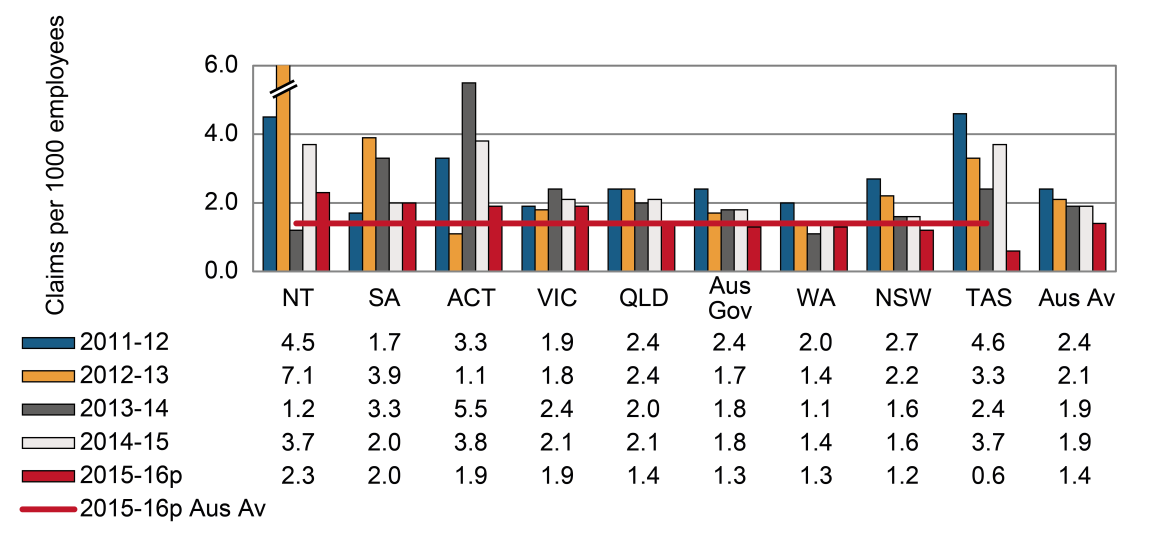 Claims per 1000 employees
6.0
4.0
2.0
0.0
NT SA ACT VIC QLD Aus Gov WA NSW TAS Aus Av
2011-12 4.5 1.7 3.3 1.9 2.4 2.4 2.0 2.7 4.6 2.4
2012-13 7.1 3.9 1.1 1.8 2.4 1.7 1.4 2.2 3.3 2.1
2013-14 1.2 3.3 5.5 2.4 2.0 1.8 1.1 1.6 2.4 1.9
2014-15 3.7 2.0 3.8 2.1 2.1 1.8 1.4 1.6 3.7 1.9
2015-16p 2.3 2.0 1.9 1.9 1.4 1.3 1.3 1.2 0.6 1.4
2015-16p Aus Av